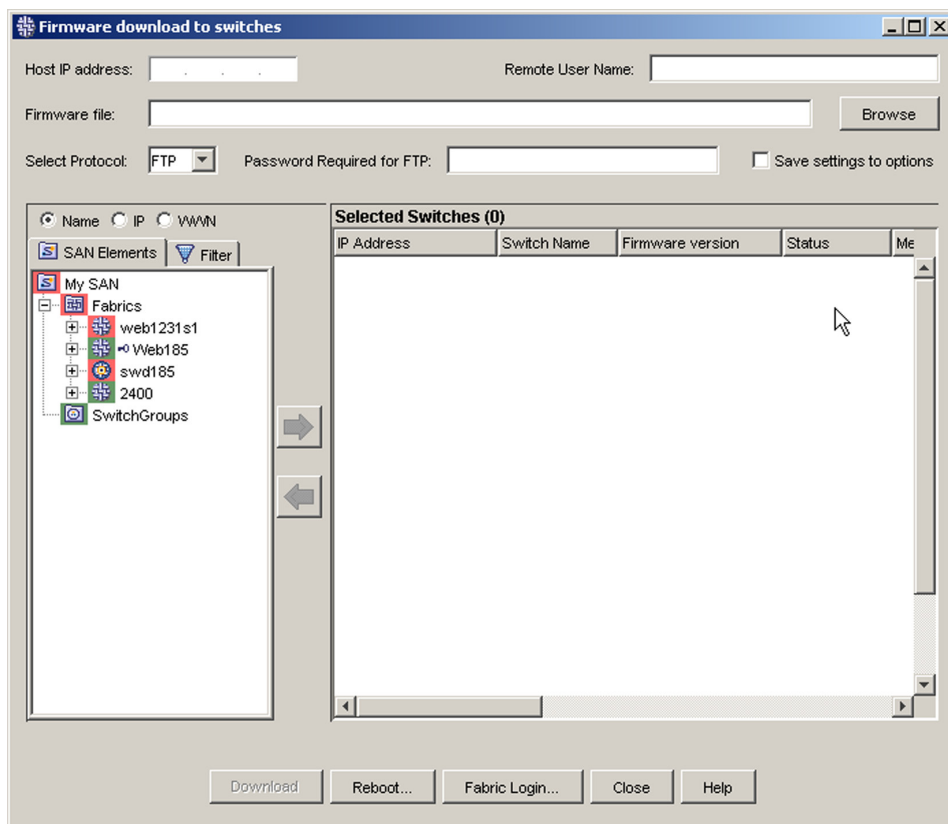 Firmware download to switches
Host IP address: . . . Remote User Name:
Firmware file: Browse
Select Protocol: FTP Password Required for FTP: Save settings to options
Name IP WWN
Selected Switches (0)
SAN Elements Filter
IP Address Switch Name Firmware version Status Me
My SAN
Fabrics
web1231s1
Web185
swd185
2400
SwitchGroups
Download Reboot... Fabric Login... Close Help